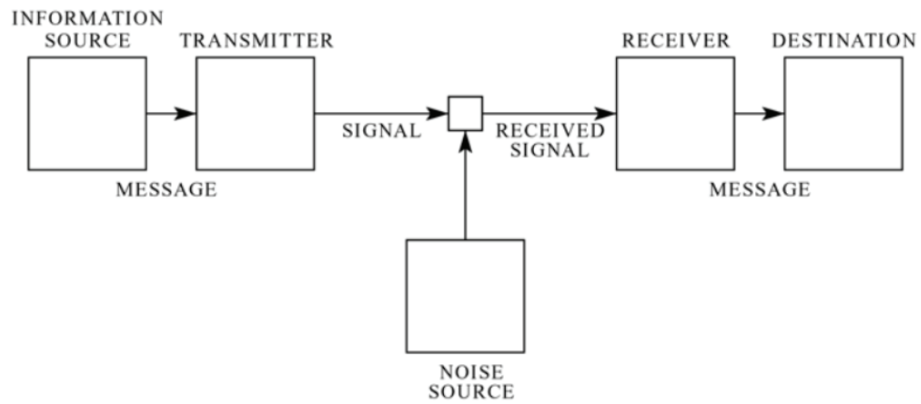 INFORMATION
SOURCE
TRANSMITTER
RECEIVER
DESTINATION
SIGNAL
RECEIVED
SIGNAL
MESSAGE
MESSAGE
NOISE
SOURCE